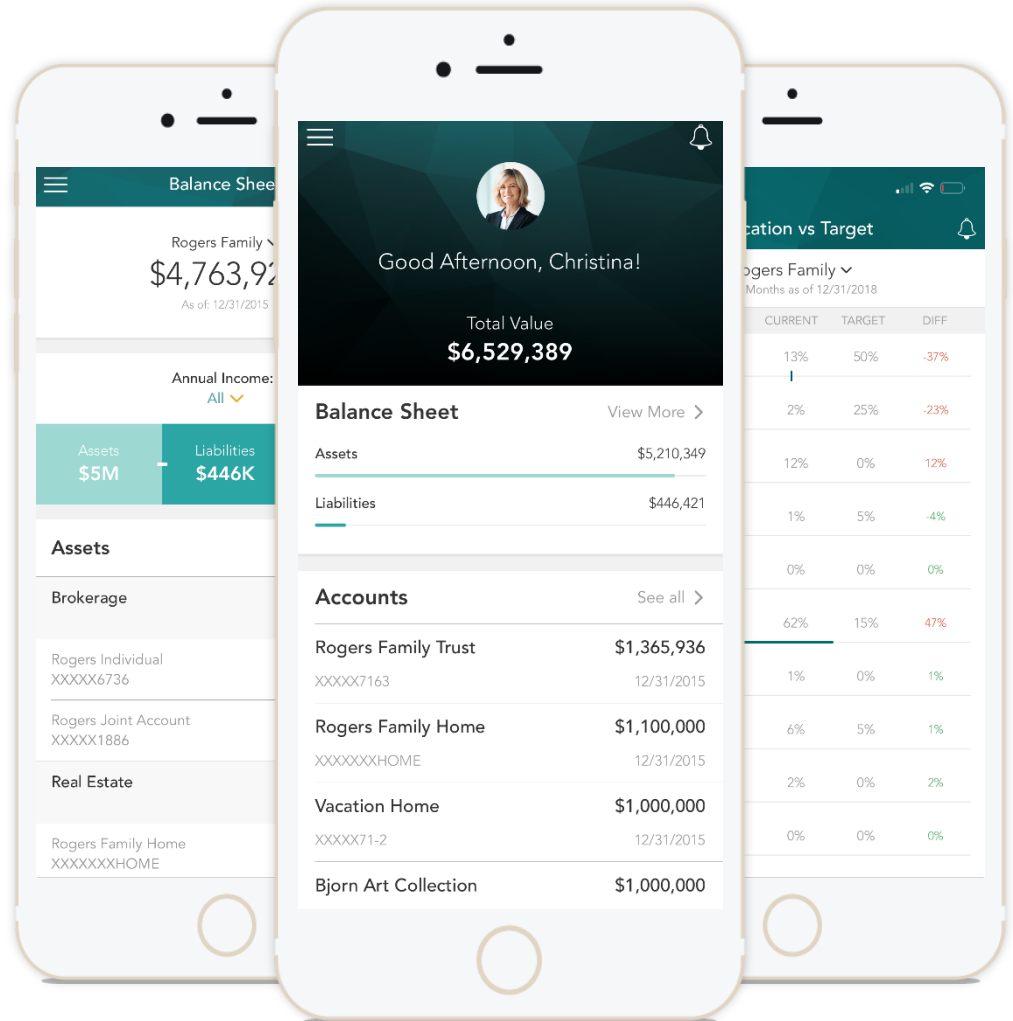 Balance Shee
Rogers Family
$4,763,92
As of: 12/31/2015
Annual Income:
All
Assets
$5M
-
Liabilities
$446K
Assets
Brokerage
Rogers Individual
XXXXX6736
Rogers Joint Account
XXXXX1886
Real Estate
Rogers Family Home
XXXXXXXHOME
Good Afternoon, Christina!
Total Value
$6,529,389
Balance Sheet View More
Assets $5,210,349
Liabilities $446,421
Accounts See all
Rogers Family Trust $1,365,936
XXXXX7163 12/31/2015
Rogers Family Home $1,100,000
XXXXXXXHOME 12/31/2015
Vacation Home $1,000,000
XXXXX71-2 12/31/2015
Bjorn Art Collection $1,000,000
cation vs Target
ogers Family
Months as of 12/31/2018
CURRENT TARGET DIFF
13% 50% -37%
2% 25% -23%
12% 0% 12%
1% 5% -4%
0% 0% 0%
62% 15% 47%
1% 0% 1%
6% 5% 1%
2% 0% 2%
0% 0% 0%